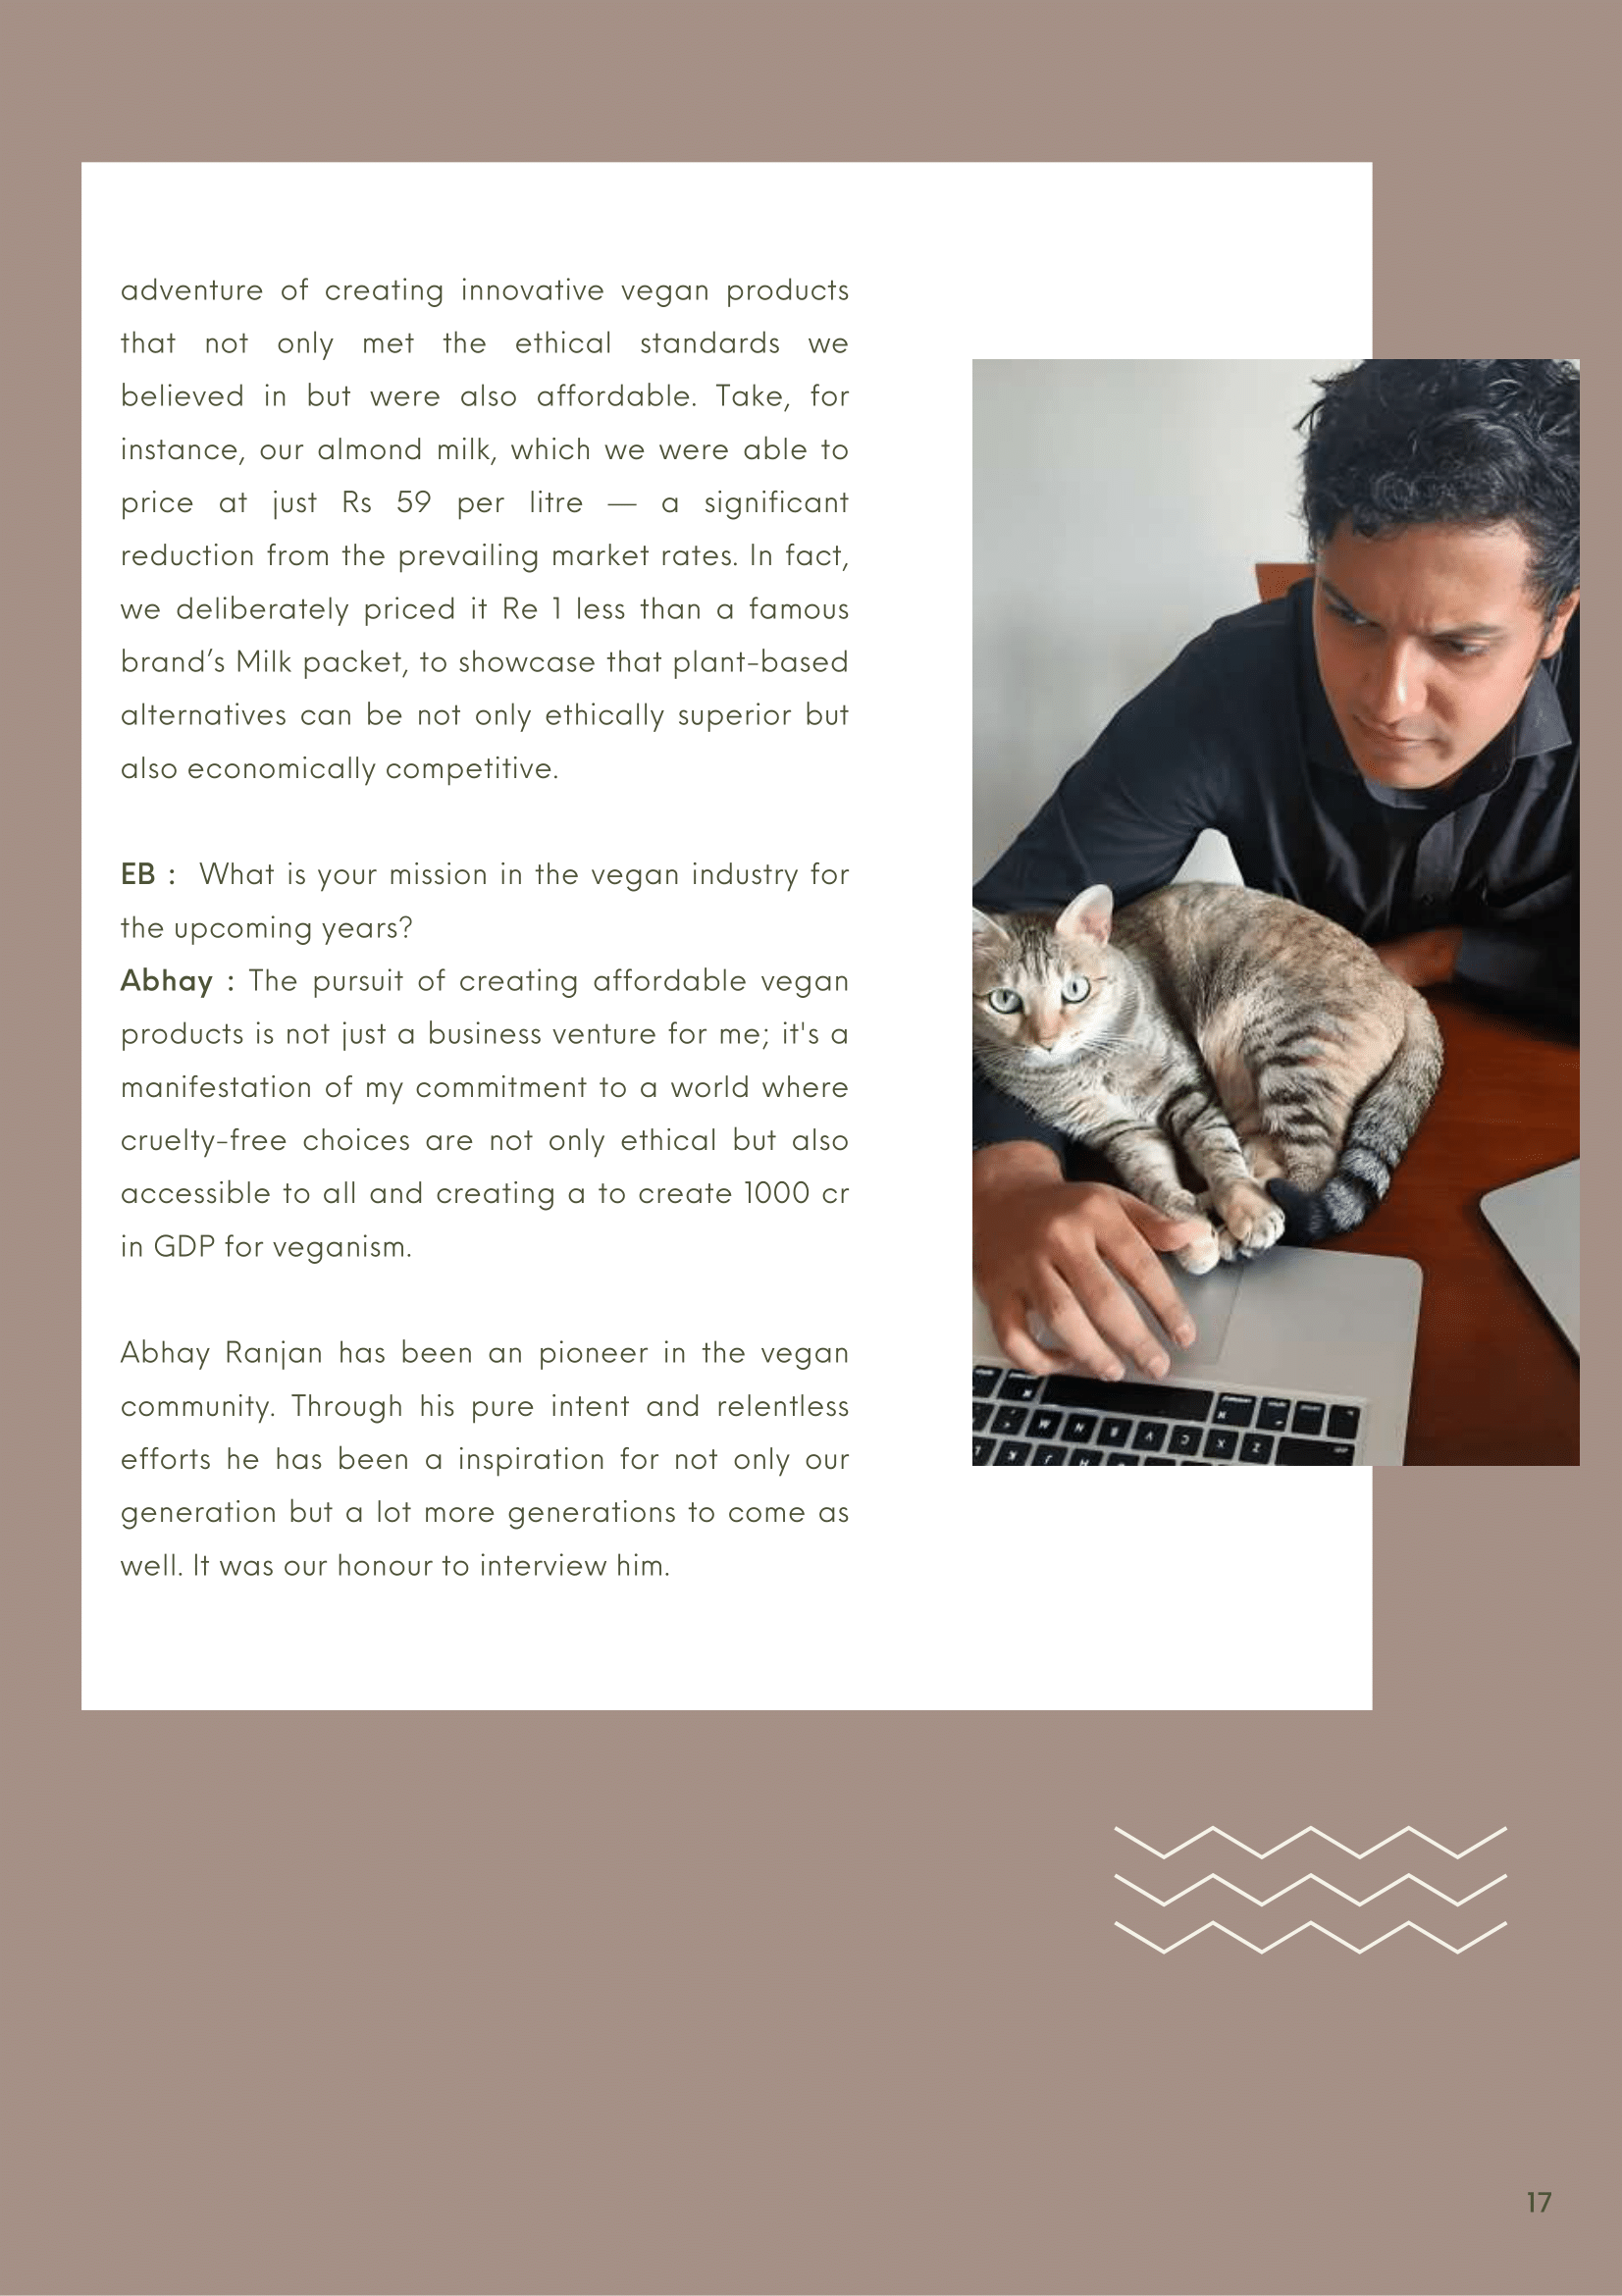 adventure of creating innovative vegan products
that not only met the ethical standards we
believed in but were also affordable. Take, for
instance, our almond milk, which we were able to
price at just Rs 59 per litre — a significant
reduction from the prevailing market rates. In fact,
we deliberately priced it Re 1 less than a famous
brand’s Milk packet, to showcase that plant-based
alternatives can be not only ethically superior but
also economically competitive.
EB : What is your mission in the vegan industry for
the upcoming years?
Abhay : The pursuit of creating affordable vegan
products is not just a business venture for me; it's a
manifestation of my commitment to a world where
cruelty-free choices are not only ethical but also
accessible to all and creating a to create 1000 cr
in GDP for veganism.
Abhay Ranjan has been an pioneer in the vegan
community. Through his pure intent and relentless
efforts he has been a inspiration for not only our
generation but a lot more generations to come as
well. It was our honour to interview him.
17